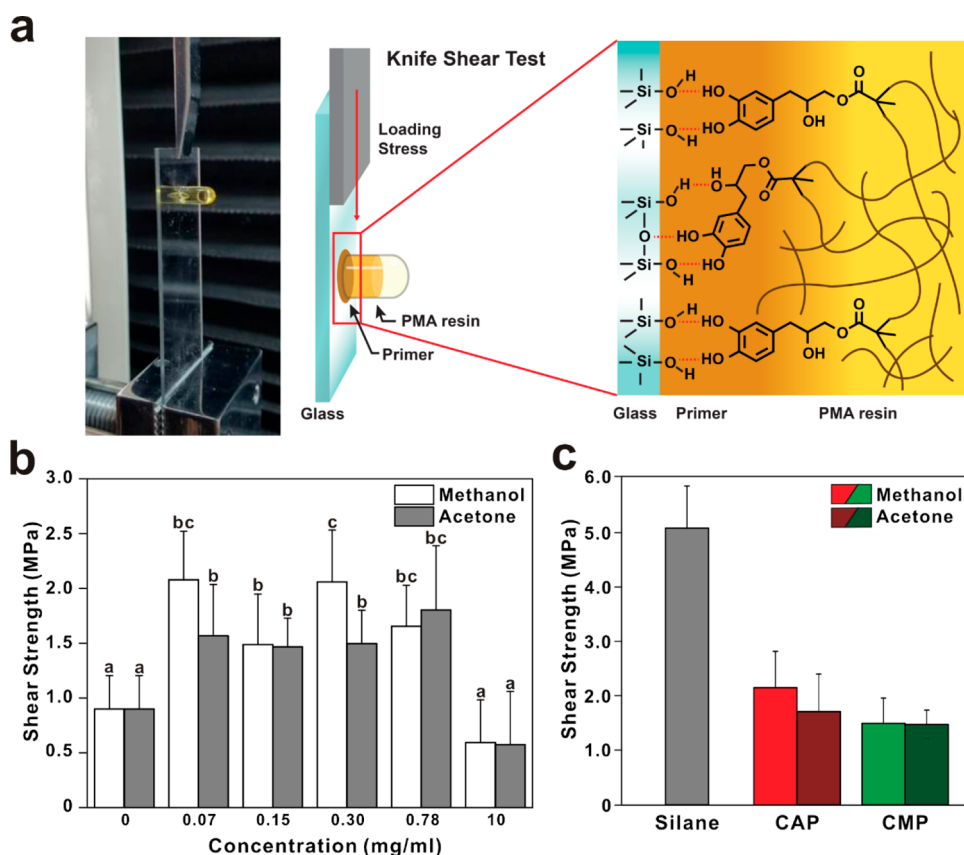 a
Knife Shear Test
Loading
Stress
PMA resin
Primer
Glass
Si O H HO
Si O H HO
OH
O
O
Si O H HO
O
O
O HO
Si O H HO
Si O H HO
Si O H HO
OH
O
O
Glass Primer PMA resin
b
Shear Strength (MPa)
3.0
2.5
2.0
1.5
1.0
0.5
0
Methanol
Acetone
a a bc b b b c b bc bc a a
0 0.07 0.15 0.30 0.78 10
Concentration (mg/ml)
c
Shear Strength (MPa)
6.0
5.0
4.0
3.0
2.0
1.0
0
Methanol
Acetone
Silane CAP CMP